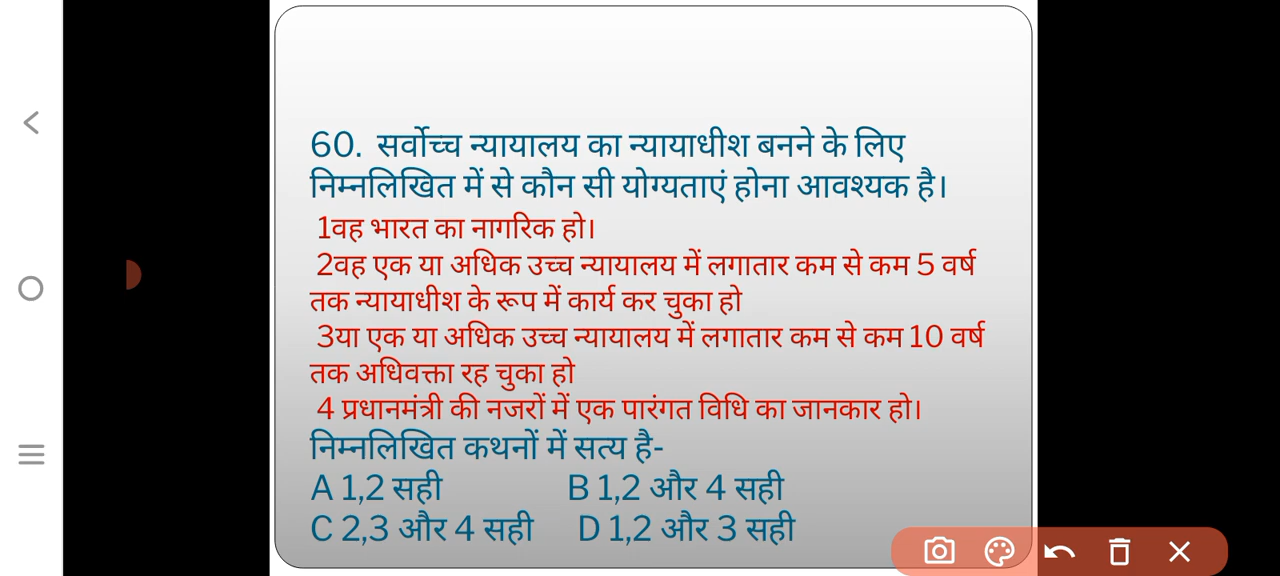 60. सर्वोच्च न्यायालय का न्यायाधीश बनने के लिए
निम्नलिखित में से कौन सी योग्यताएं होना आवश्यक है।
1वह भारत का नागरिक हो।
2वह एक या अधिक उच्च न्यायालय में लगातार कम से कम 5 वर्ष
तक न्यायाधीश के रूप में कार्य कर चुका हो
3या एक या अधिक उच्च न्यायालय में लगातार कम से कम 10 वर्ष
तक अधिवक्ता रह चुका हो
4 प्रधानमंत्री की नजरों में एक पारंगत विधि का जानकार हो।
निम्नलिखित कथनों में सत्य है-
A 1,2 सही B 1,2 और 4 सही
C 2,3 और 4 सही D 1,2 और 3 सही